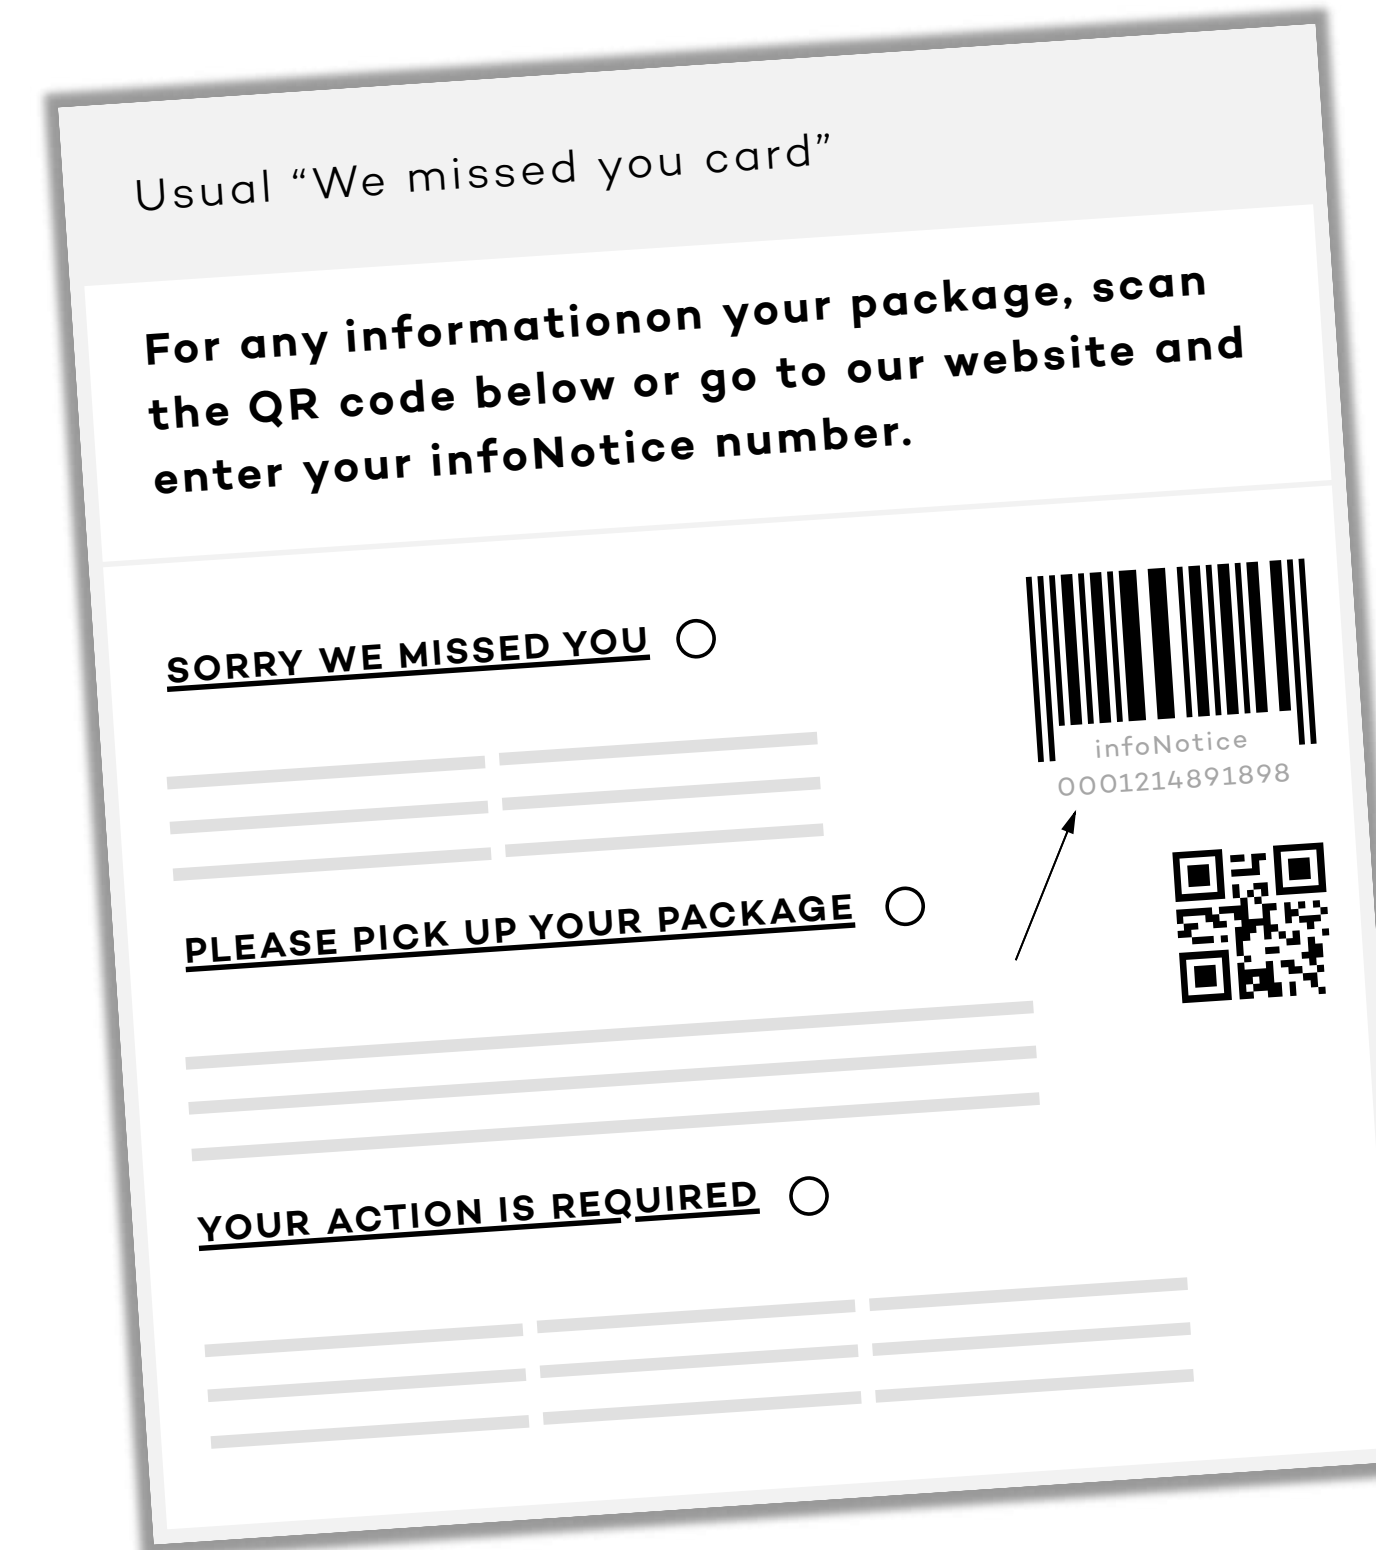 Usual “We missed you card”
For any informationon your package, scan
the QR code below or go to our website and
enter your infoNotice number.
SORRY WE MISSED YOU
infoNotice
0001214891898
PLEASE PICK UP YOUR PACKAGE
YOUR ACTION IS REQUIRED